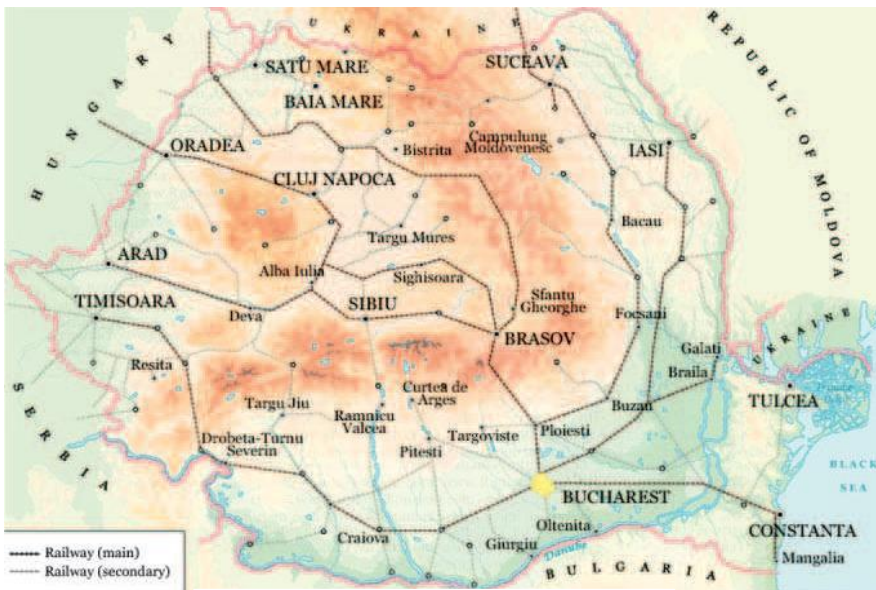 UKRAINE
REPUBLIC OF MOLDOVA
HUNGARY
SATU MARE
SUCEAVA
BAIA MARE
ORADEA
Bistrita
Campulung
Moldovenesc
IASI
CLUJ NAPOCA
Bacau
Targu Mures
ARAD
Alba Iulia
Sighisoara
TIMISOARA
SIBIU
Sfantu
Gheorghe
Deva
Focsani
BRASOV
UKRAINE
Galati
Resita
Braila
SERBIA
Curtea de
Arges
TULCEA
Targu Jiu
Ramnicu
Valcea
Buzau
Drobeta-Turnu
Severin
Targoviste
Ploiesti
Pitesti
BLACK
SEA
BUCHAREST
Oltenita
CONSTANTA
Craiova
Giurgiu
Danube
Mangalia
BULGARIA
Railway (main)
Railway (secondary)